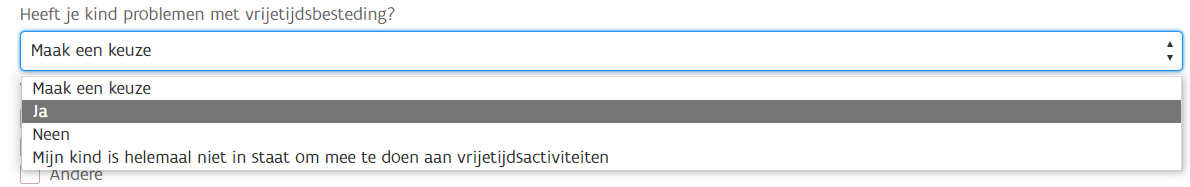 Heeft je kind problemen met vrijetijdsbesteding?
Maak een keuze
Maak een keuze
Ja
Neen
Mijn kind is helemaal niet in staat om mee te doen aan vrijetijdsactiviteiten
Andere